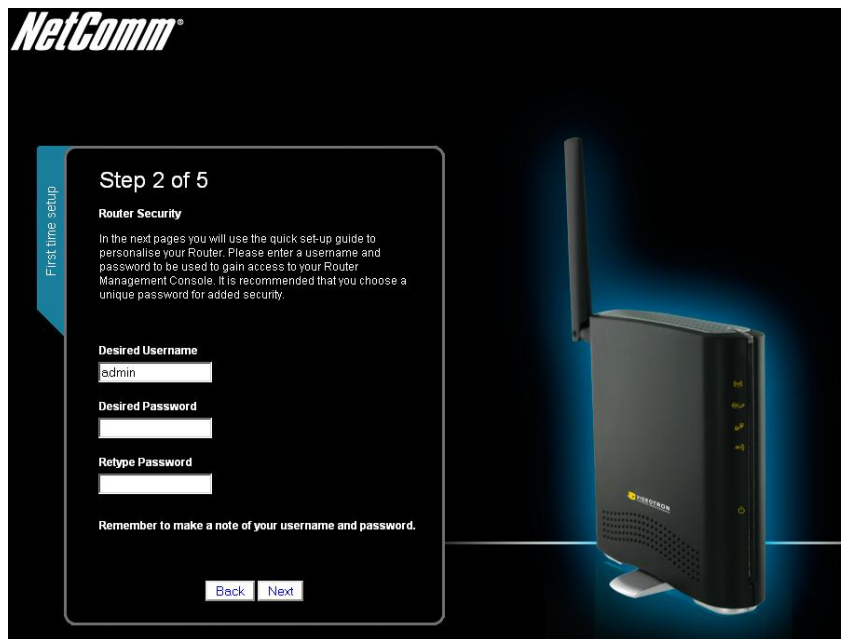 NetComm®
First time setup
Step 2 of 5
Router Security
In the next pages you will use the quick set-up guide to
personalise your Router. Please enter a username and
password to be used to gain access to your Router
Management Console. It is recommended that you choose a
unique password for added security.
Desired Username
admin
Desired Password
Retype Password
Remember to make a note of your username and password.
Back Next
VIDEOTRON